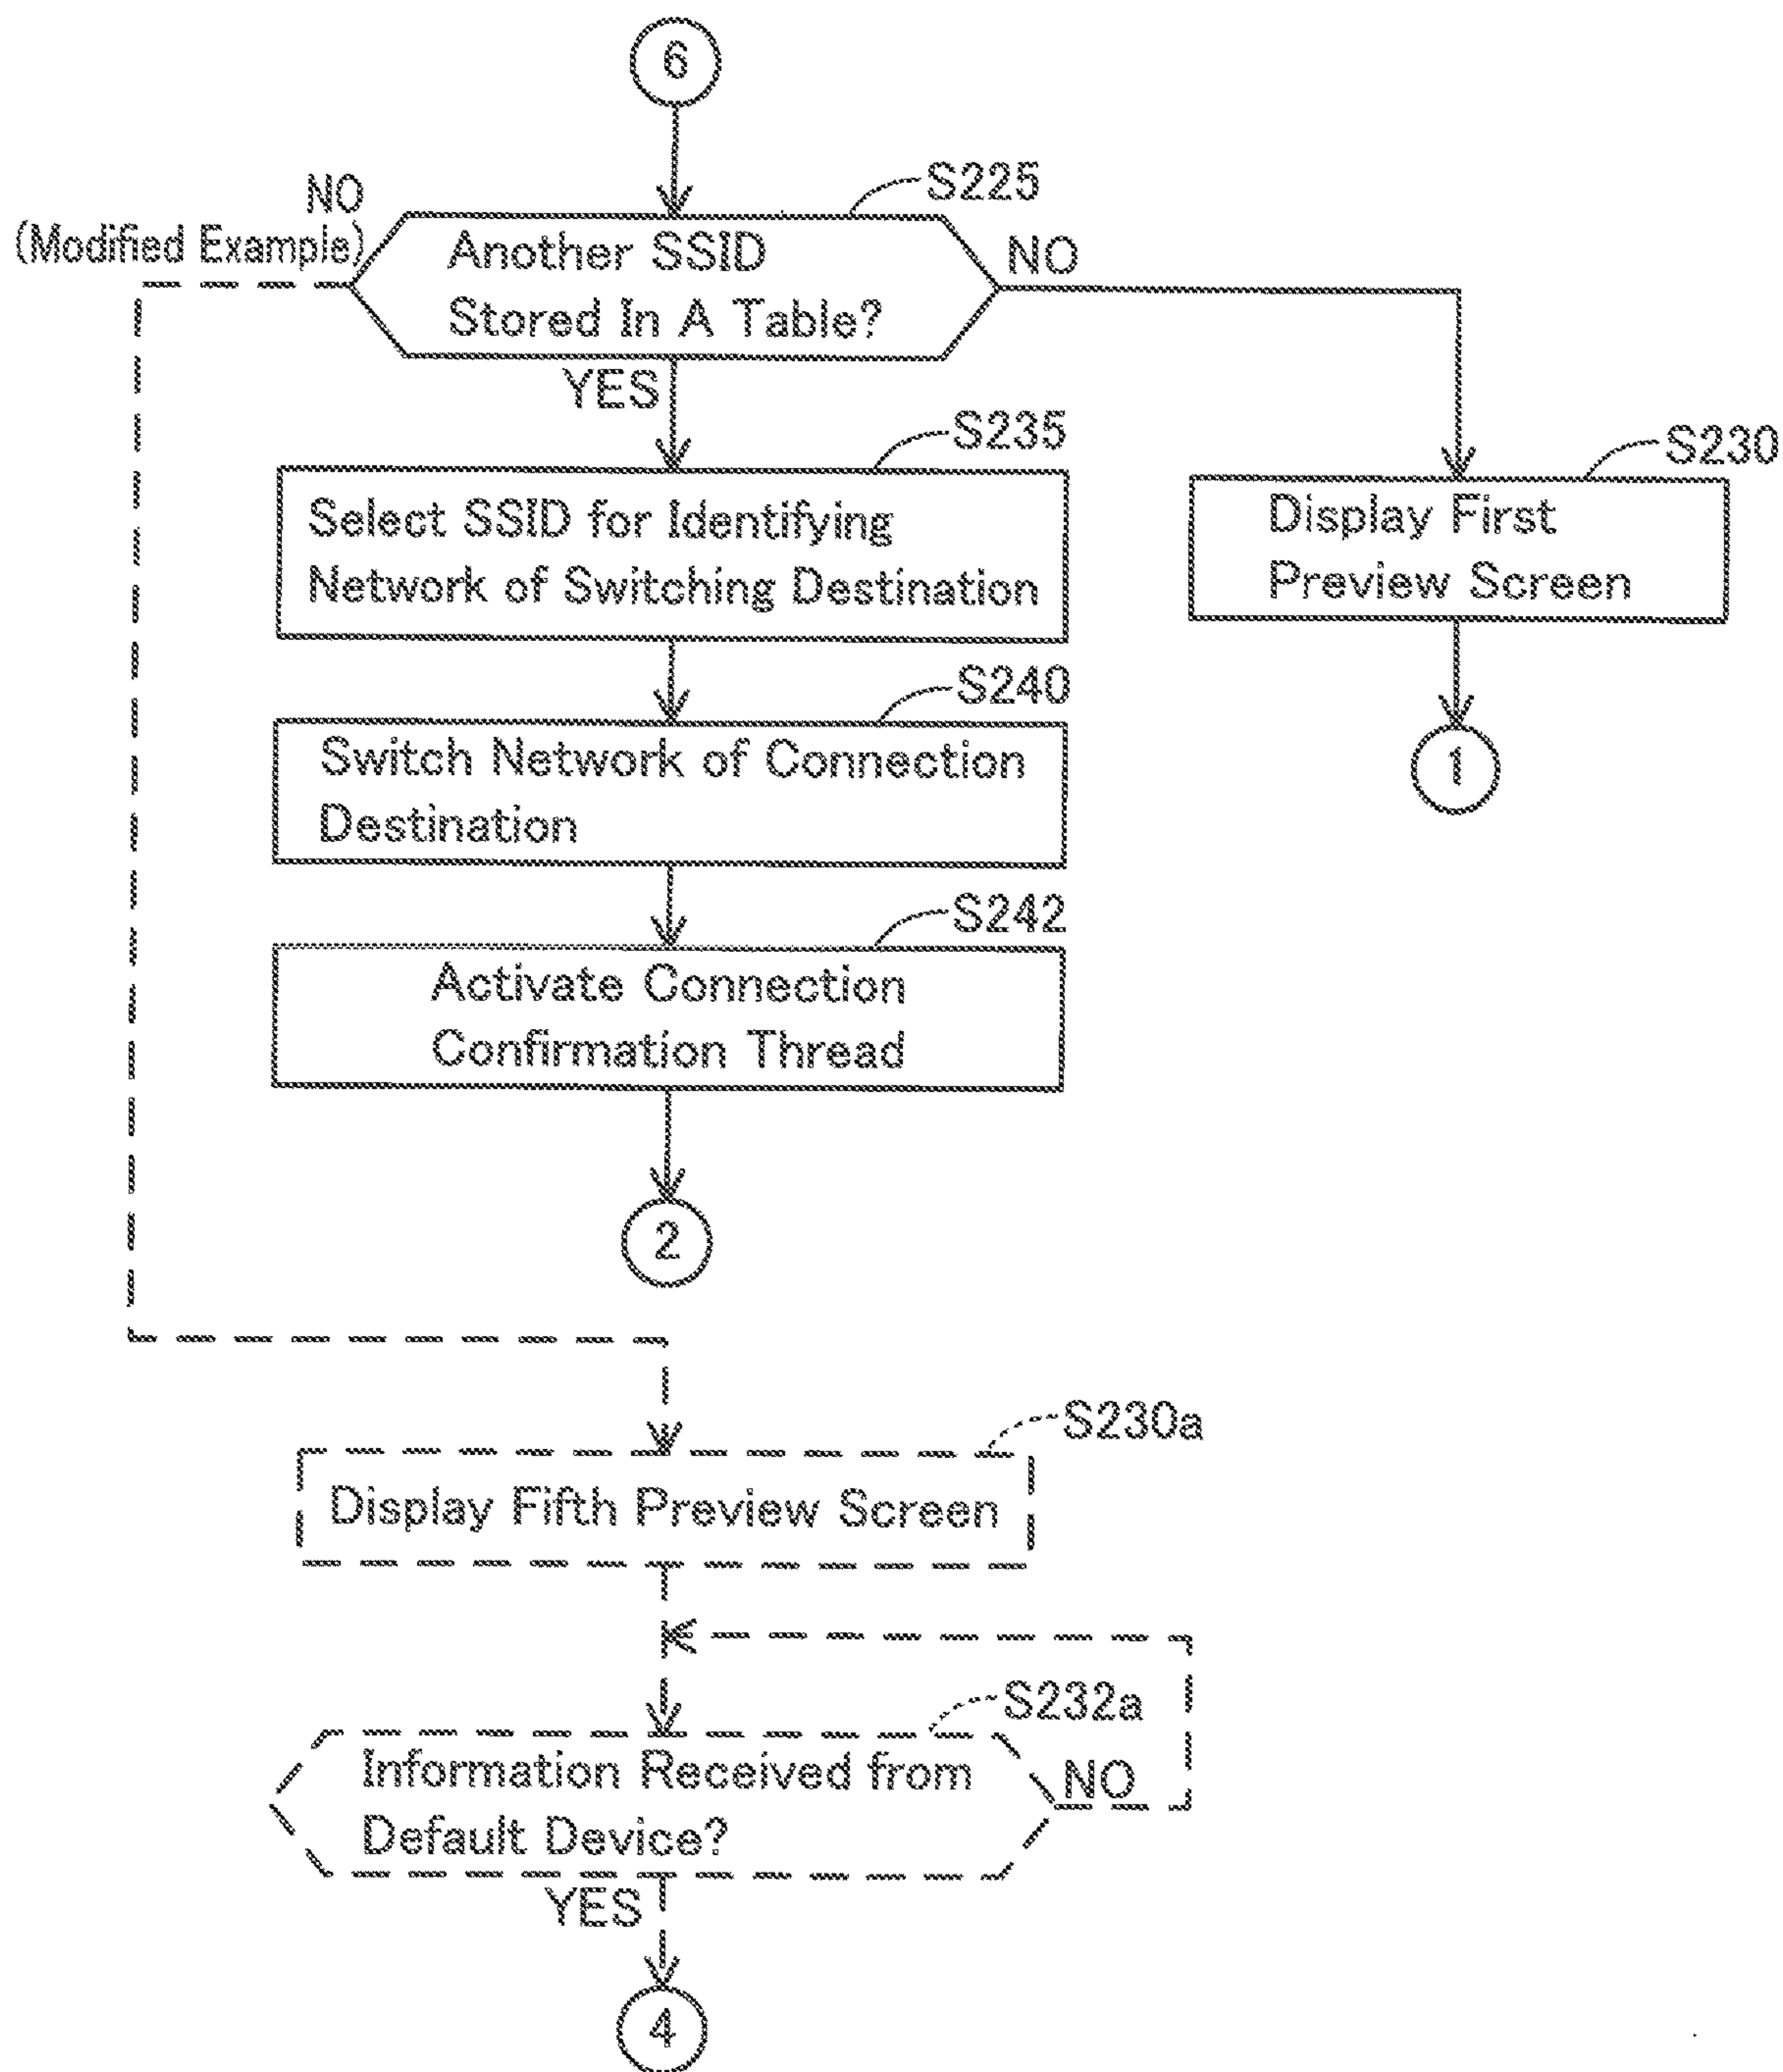 6
S225
NO
(Modified Example)
Another SSID
Stored In A Table?
NO
YES
S235
Select SSID for Identifying
Network of Switching Destination
S230
Display First
Preview Screen
1
S240
Switch Network of Connection
Destination
S242
Activate Connection
Confirmation Thread
2
S230a
Display Fifth Preview Screen
S232a
Information Received from
Default Device?
NO
YES
4